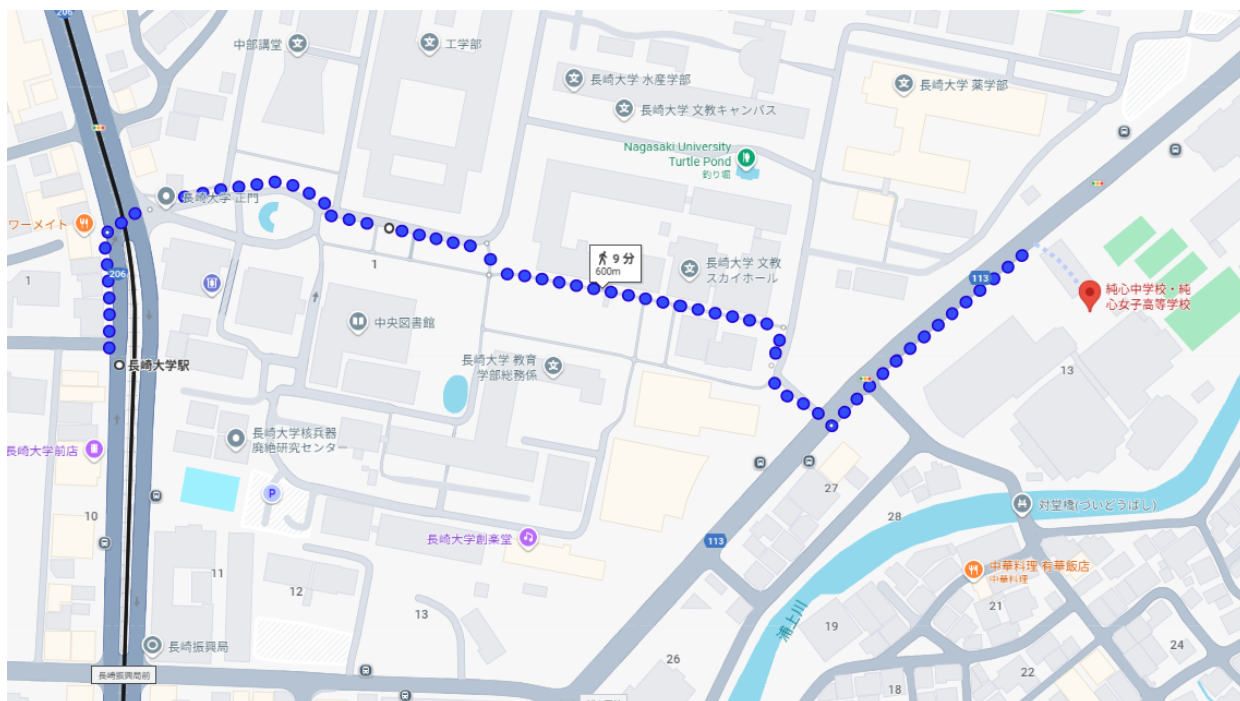 206
中部講堂
工学部
長崎大学 水産学部
長崎大学 文教キャンパス
長崎大学 薬学部
Nagasaki University
Turtle Pond
釣り堀
長崎大学 正門
ワーメイト
206
1
1
9 分
600m
長崎大学 文教
スカイホール
113
純心中学校・純
心女子高等学校
中央図書館
長崎大学駅
長崎大学 教育
学部総務係
13
長崎大学核兵器
廃絶研究センター
長崎大学前店
P
27
28
対堂橋(づいどうばし)
10
長崎大学創楽堂
113
中華料理 有華飯店
中華料理
11
12
13
21
浦上川
19
24
長崎振興局
26
22
長崎振興局前
18